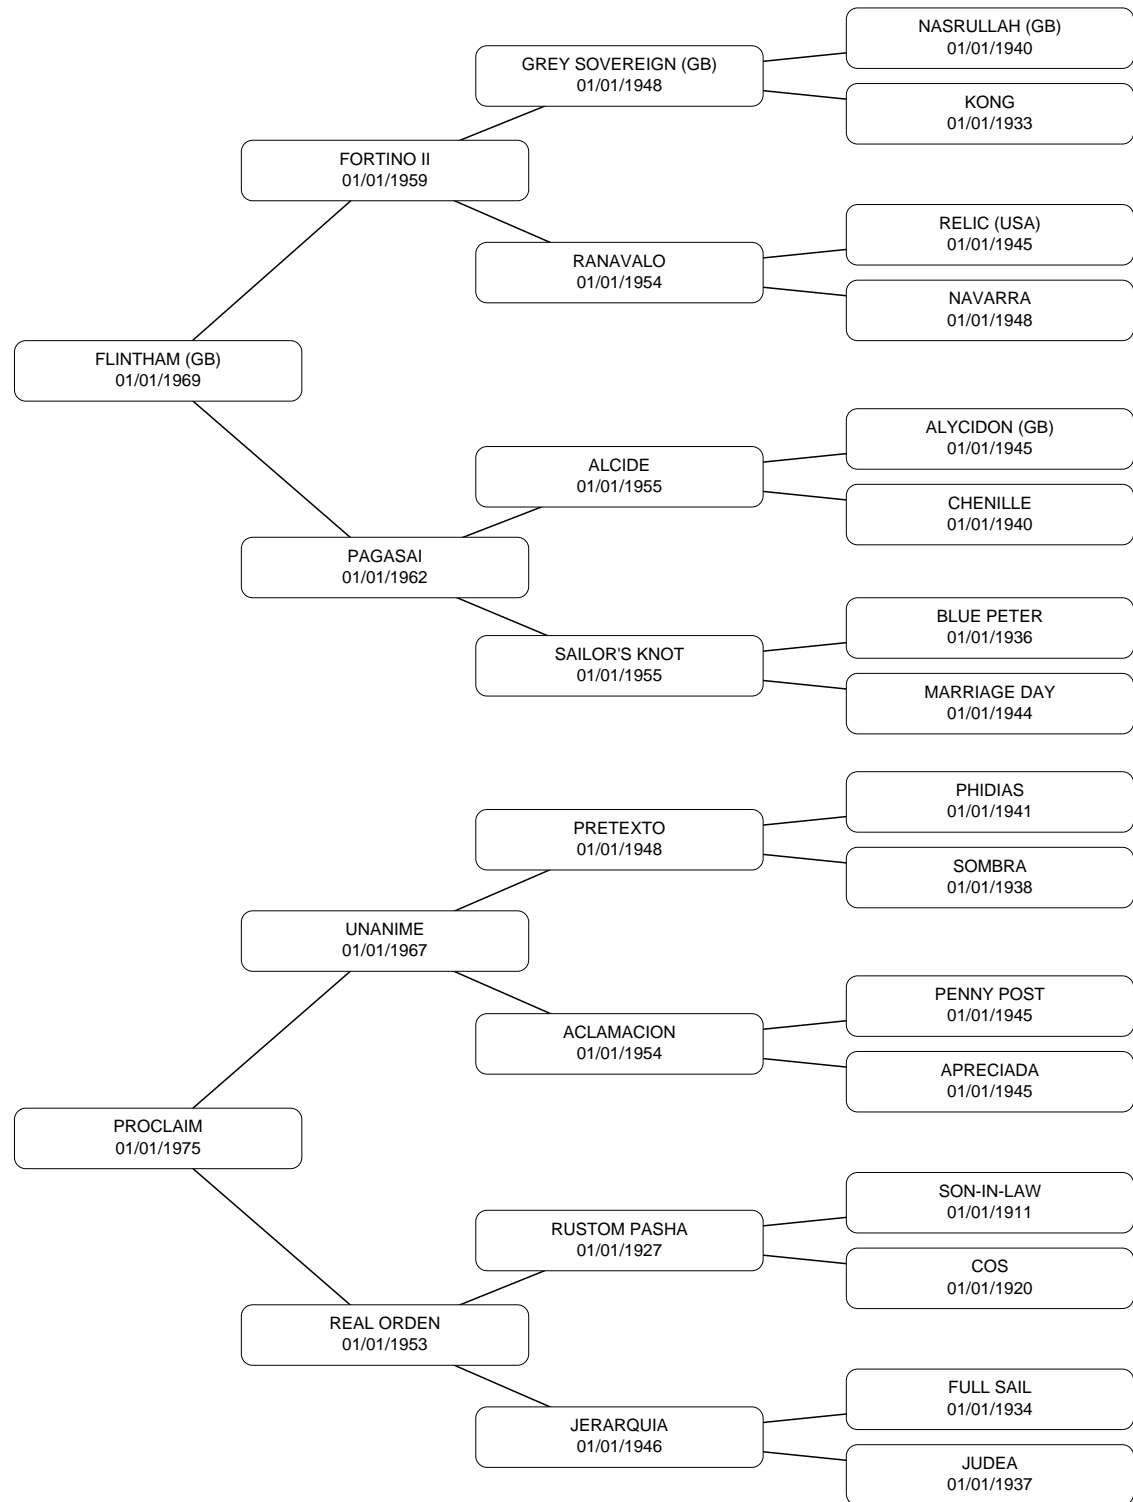 NASRULLAH (GB)
01/01/1940
GREY SOVEREIGN (GB)
01/01/1948
KONG
01/01/1933
FORTINO II
01/01/1959
RELIC (USA)
01/01/1945
RANAVALO
01/01/1954
NAVARRA
01/01/1948
FLINTHAM (GB)
01/01/1969
ALYCIDON (GB)
01/01/1945
ALCIDE
01/01/1955
CHENILLE
01/01/1940
PAGASAI
01/01/1962
BLUE PETER
01/01/1936
SAILOR'S KNOT
01/01/1955
MARRIAGE DAY
01/01/1944
PHIDIAS
01/01/1941
PRETEXTO
01/01/1948
SOMBRA
01/01/1938
UNANIME
01/01/1967
PENNY POST
01/01/1945
ACLAMACION
01/01/1954
APRECIADA
01/01/1945
PROCLAIM
01/01/1975
SON-IN-LAW
01/01/1911
RUSTOM PASHA
01/01/1927
COS
01/01/1920
REAL ORDEN
01/01/1953
FULL SAIL
01/01/1934
JERARQUIA
01/01/1946
JUDEA
01/01/1937